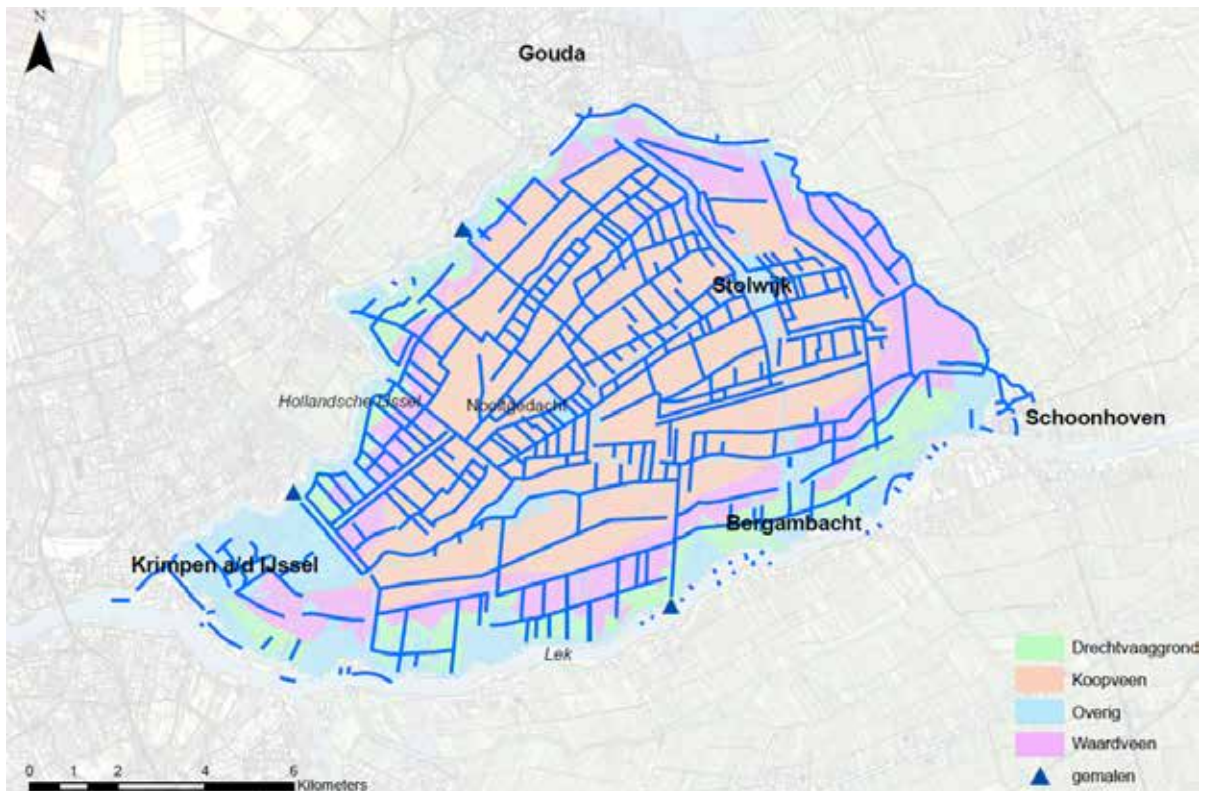 N
Gouda
Stolwijk
Hollandsche IJssel
Nooitgedacht
Schoonhoven
Bergambacht
Krimpen a/d IJssel
Lek
Drechtvaaggrond
Koopveen
Overig
Waardveen
gemalen
0 1 2 4 6
Kilometers